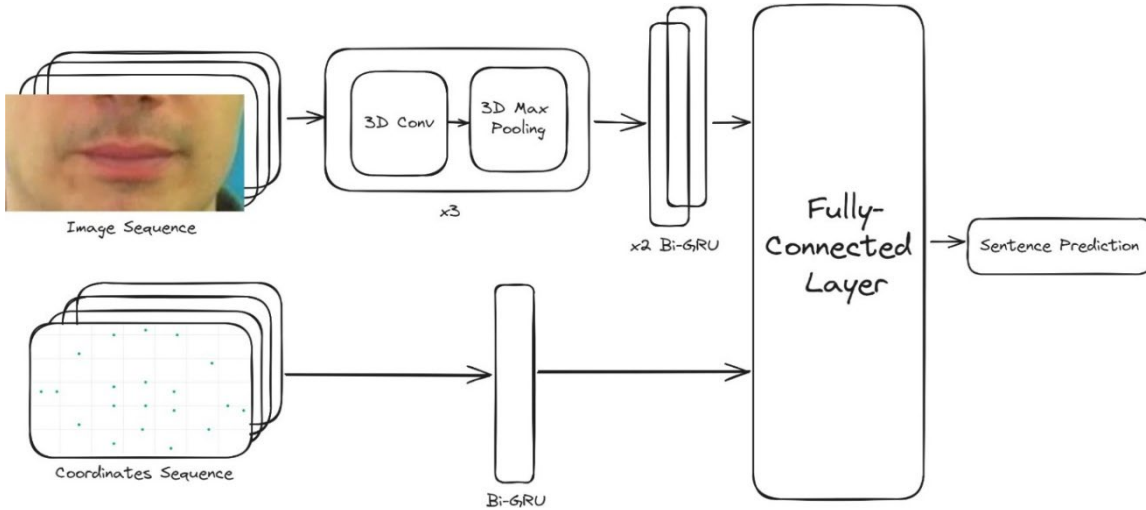 3D Conv
3D Max
Pooling
x3
Image Sequence
x2 Bi-GRU
Fully-
Connected
Layer
Sentence Prediction
Coordinates Sequence
Bi-GRU